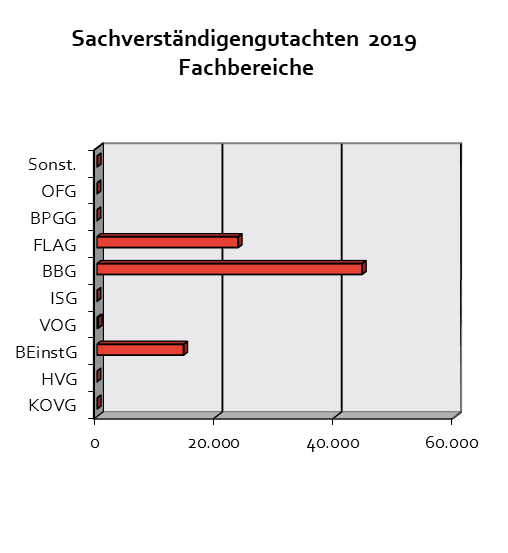 Sachverständigengutachten 2019
Fachbereiche
Sonst.
OFG
BPGG
FLAG
BBG
ISG
VOG
BEinstG
HVG
KOVG
0 20.000 40.000 60.000